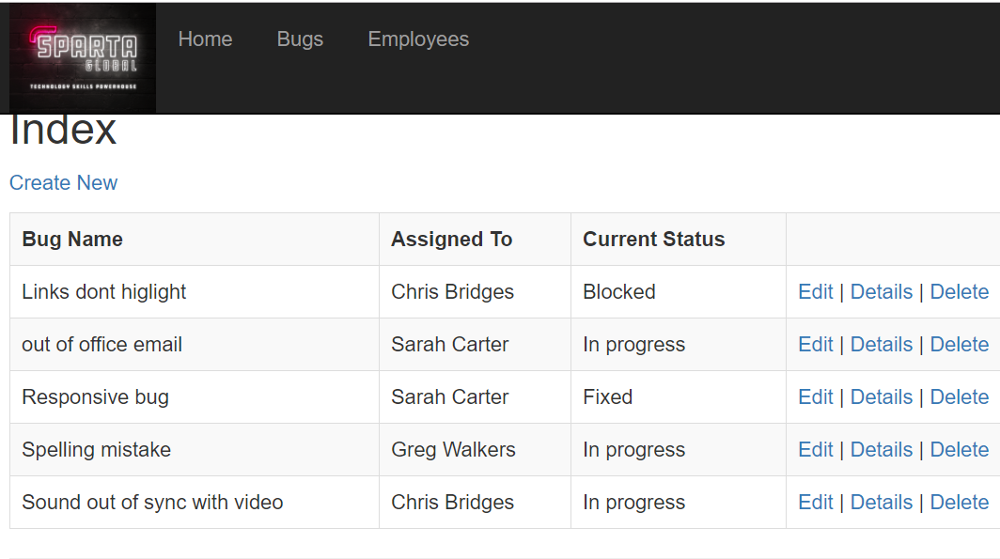 SPARTA
GLOBAL
TECHNOLOGY SKILLS POWERHOUSE
Home Bugs Employees
Index
Create New
Bug Name Assigned To Current Status
Links dont higlight Chris Bridges Blocked Edit | Details | Delete
out of office email Sarah Carter In progress Edit | Details | Delete
Responsive bug Sarah Carter Fixed Edit | Details | Delete
Spelling mistake Greg Walkers In progress Edit | Details | Delete
Sound out of sync with video Chris Bridges In progress Edit | Details | Delete